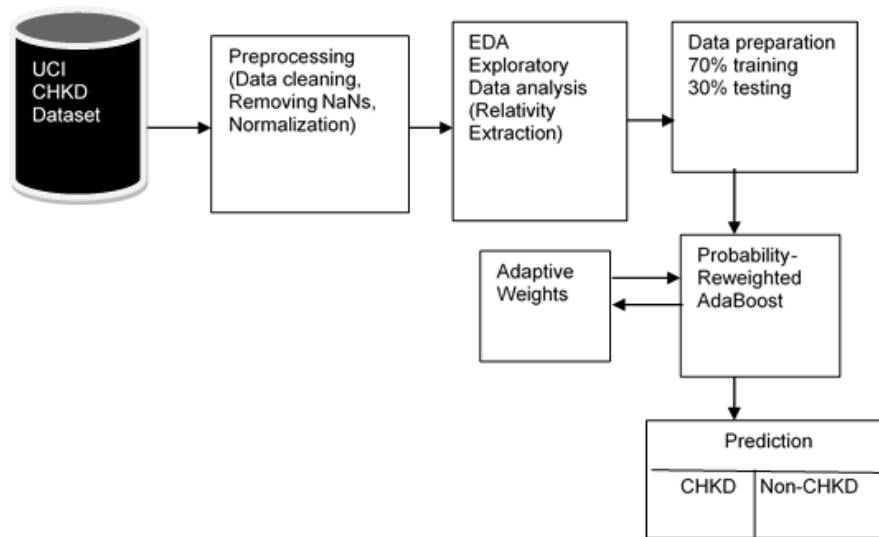 UCI
CHKD
Dataset
Preprocessing
(Data cleaning,
Removing NaNs,
Normalization)
EDA
Exploratory
Data analysis
(Relativity
Extraction)
Data preparation
70% training
30% testing
Adaptive
Weights
Probability-
Reweighted
AdaBoost
Prediction
CHKD
Non-CHKD